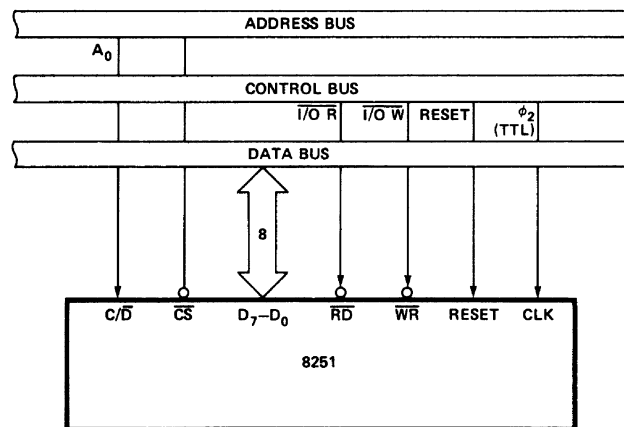 ADDRESS BUS
A₀
CONTROL BUS
I/O R I/O W RESET ϕ₂
(TTL)
DATA BUS
8
C/D CS D₇–D₀ RD WR RESET CLK
8251